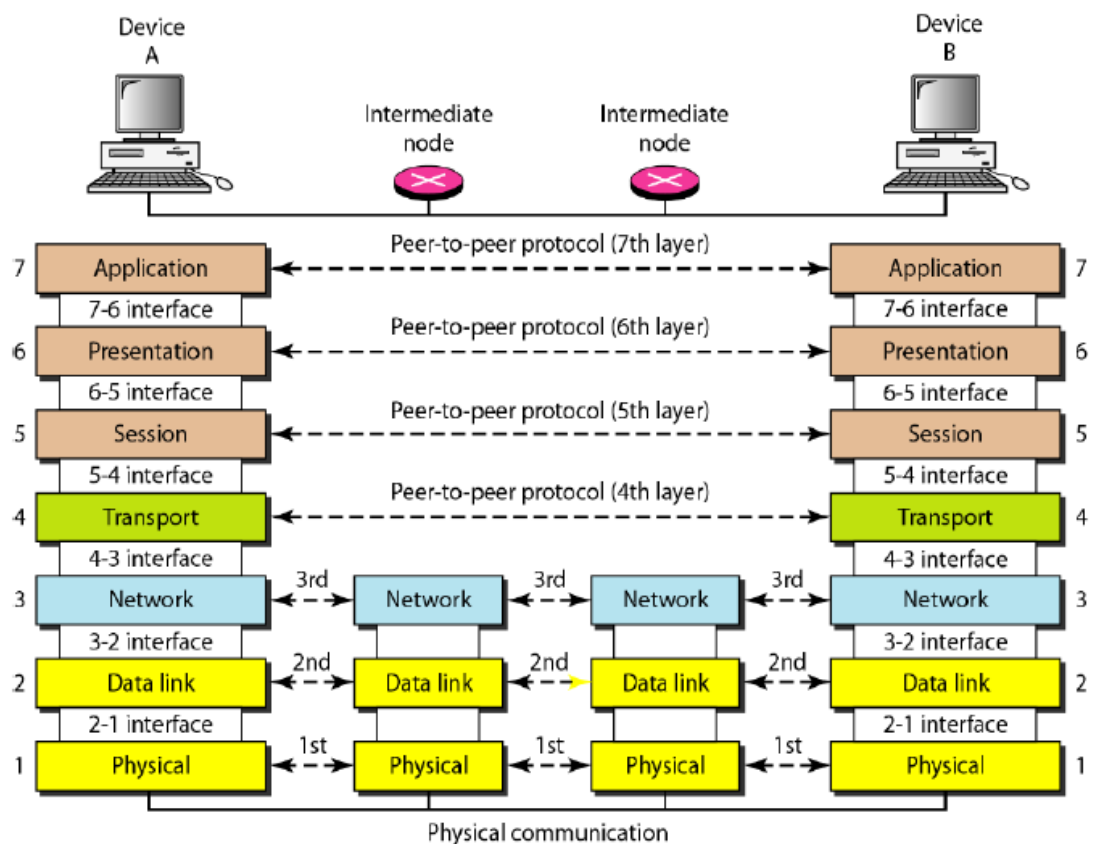 Device
A
Device
B
Intermediate
node
Intermediate
node
Peer-to-peer protocol (7th layer)
7 Application Application 7
7-6 interface 7-6 interface
Peer-to-peer protocol (6th layer)
6 Presentation Presentation 6
6-5 interface 6-5 interface
Peer-to-peer protocol (5th layer)
5 Session Session 5
5-4 interface 5-4 interface
Peer-to-peer protocol (4th layer)
4 Transport Transport 4
4-3 interface 4-3 interface
3rd 3rd 3rd
3 Network Network Network Network 3
3-2 interface 3-2 interface
2nd 2nd 2nd
2 Data link Data link Data link Data link 2
2-1 interface 2-1 interface
1st 1st 1st
1 Physical Physical Physical Physical 1
Physical communication